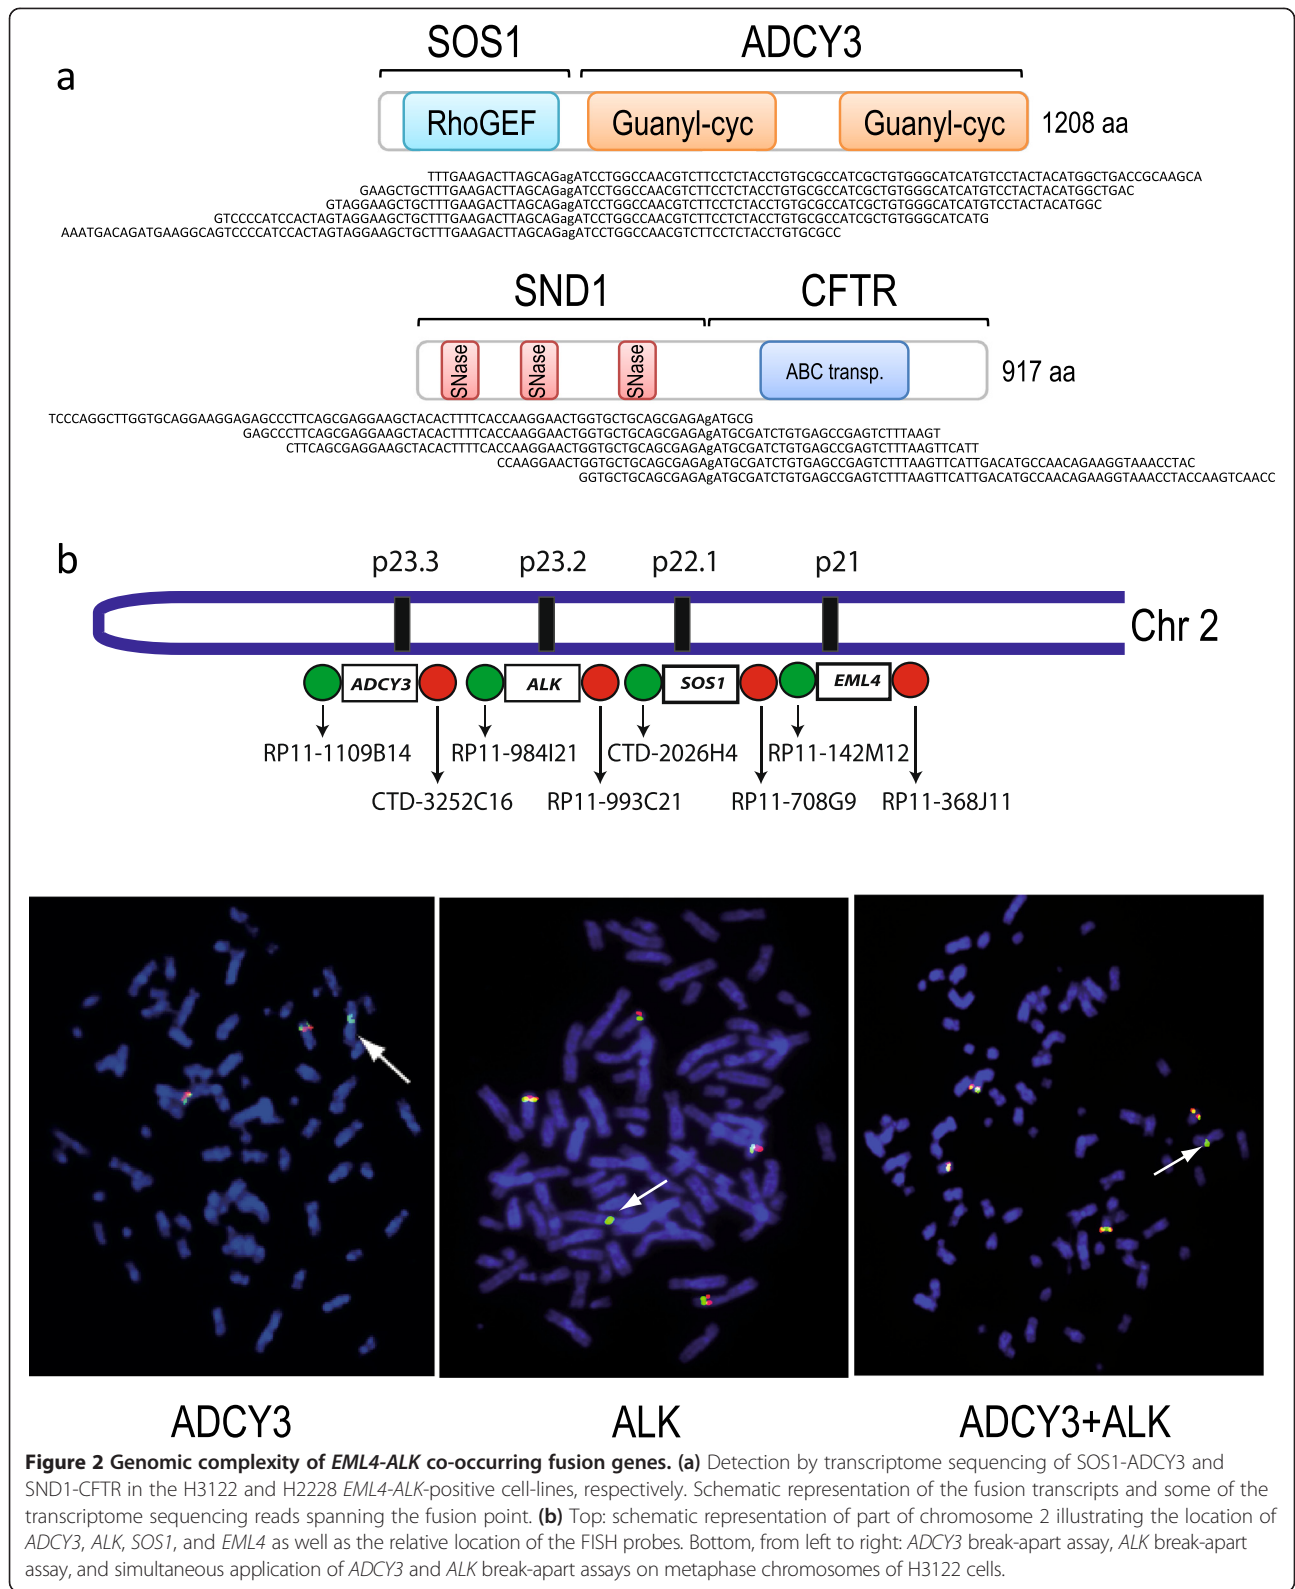 SOS1 ADCY3
a
RhoGEF Guanyl-cyc Guanyl-cyc 1208 aa
TTTGAAGACTTAGCAGagATCCTGGCCAACGTCTTCCTCTACCTGTGCGCCATCGCTGTGGGCATCATGTCCTACTACATGGCTGACCGCAAGCA
GAAGCTGCTTTGAAGACTTAGCAGagATCCTGGCCAACGTCTTCCTCTACCTGTGCGCCATCGCTGTGGGCATCATGTCCTACTACATGGCTGAC
GTAGGAAGCTGCTTTGAAGACTTAGCAGagATCCTGGCCAACGTCTTCCTCTACCTGTGCGCCATCGCTGTGGGCATCATGTCCTACTACATGGC
GTCCCCATCCACTAGTAGGAAGCTGCTTTGAAGACTTAGCAGagATCCTGGCCAACGTCTTCCTCTACCTGTGCGCCATCGCTGTGGGCATCATG
AAATGACAGATGAAGGCAGTCCCCATCCACTAGTAGGAAGCTGCTTTGAAGACTTAGCAGagATCCTGGCCAACGTCTTCCTCTACCTGTGCGCC
SND1 CFTR
SNase SNase SNase ABC transp. 917 aa
TCCCAGGCTTGGTGCAGGAAGGAGAGCCCTTCAGCGAGGAAGCTACACTTTTCACCAAGGAACTGGTGCTGCAGCGAGAgATGCG
GAGCCCTTCAGCGAGGAAGCTACACTTTTCACCAAGGAACTGGTGCTGCAGCGAGAgATGCGATCTGTGAGCCGAGTCTTTAAGT
CTTCAGCGAGGAAGCTACACTTTTCACCAAGGAACTGGTGCTGCAGCGAGAgATGCGATCTGTGAGCCGAGTCTTTAAGTTCATT
CCAAGGAACTGGTGCTGCAGCGAGAgATGCGATCTGTGAGCCGAGTCTTTAAGTTCATTGACATGCCAACAGAAGGTAAACCTAC
GGTGCTGCAGCGAGAgATGCGATCTGTGAGCCGAGTCTTTAAGTTCATTGACATGCCAACAGAAGGTAAACCTACCAAGTCAACC
b
p23.3 p23.2 p22.1 p21
Chr 2
ADCY3 ALK SOS1 EML4
RP11-1109B14 RP11-984I21 CTD-2026H4 RP11-142M12
CTD-3252C16 RP11-993C21 RP11-708G9 RP11-368J11
ADCY3 ALK ADCY3+ALK
Figure 2 Genomic complexity of EML4-ALK co-occurring fusion genes. (a) Detection by transcriptome sequencing of SOS1-ADCY3 and
SND1-CFTR in the H3122 and H2228 EML4-ALK-positive cell-lines, respectively. Schematic representation of the fusion transcripts and some of the
transcriptome sequencing reads spanning the fusion point. (b) Top: schematic representation of part of chromosome 2 illustrating the location of
ADCY3, ALK, SOS1, and EML4 as well as the relative location of the FISH probes. Bottom, from left to right: ADCY3 break-apart assay, ALK break-apart
assay, and simultaneous application of ADCY3 and ALK break-apart assays on metaphase chromosomes of H3122 cells.